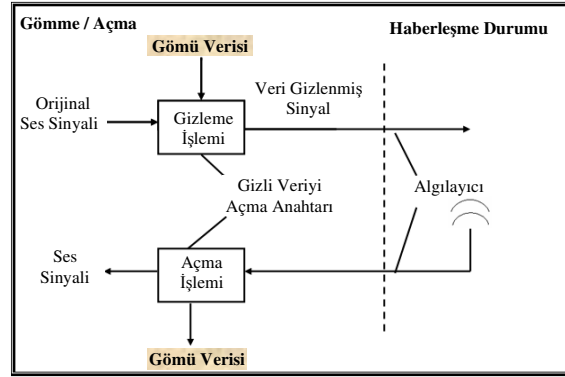 Gömme / Açma
Haberleşme Durumu
Gömü Verisi
Orijinal
Ses Sinyali
Gizleme
İşlemi
Veri Gizlenmiş
Sinyal
Gizli Veriyi
Açma Anahtarı
Algılayıcı
Ses
Sinyali
Açma
İşlemi
Gömü Verisi